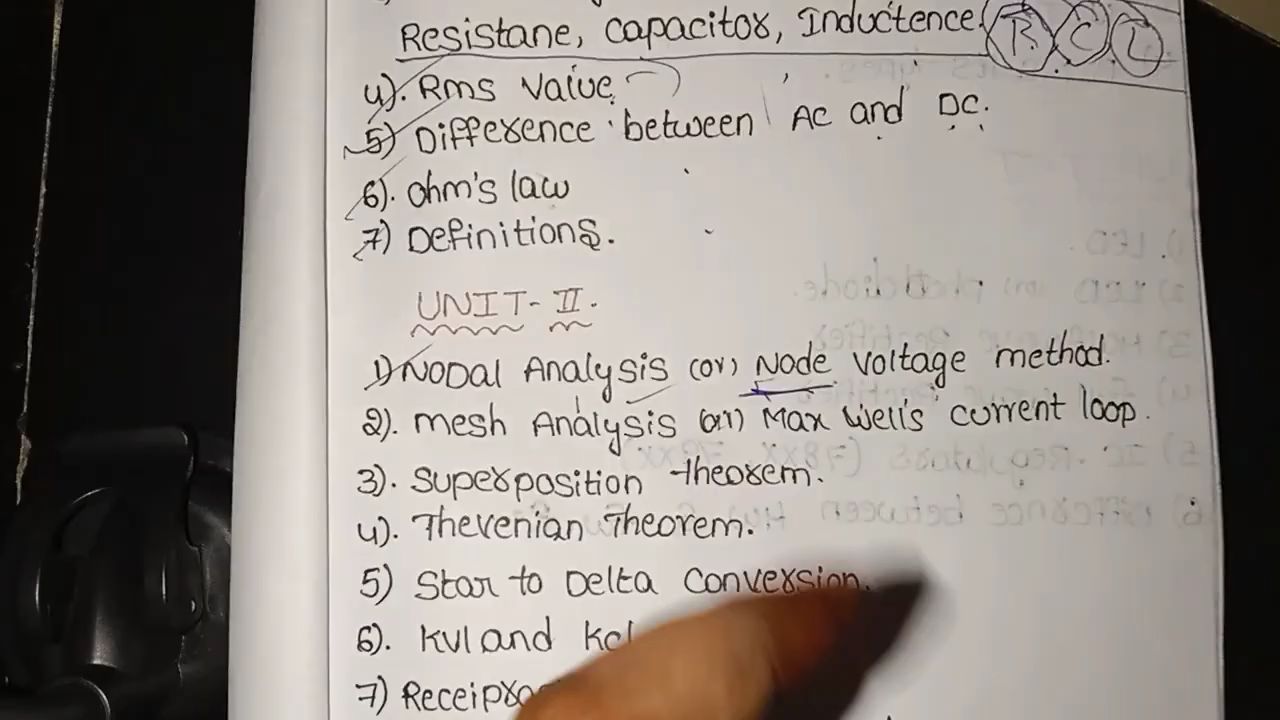 Resistane, capacitor, Inductence. R C L
4). Rms value
5) Difference between AC and DC.
6). ohm's law
7) Definitions.
UNIT - II.
1) Nodal Analysis (or) Node voltage method.
2). mesh Analysis (or) Max well's current loop.
3). Superposition theorem.
4). Thevenian Theorem.
5) Star to Delta Conversion.
6). kvl and kcl